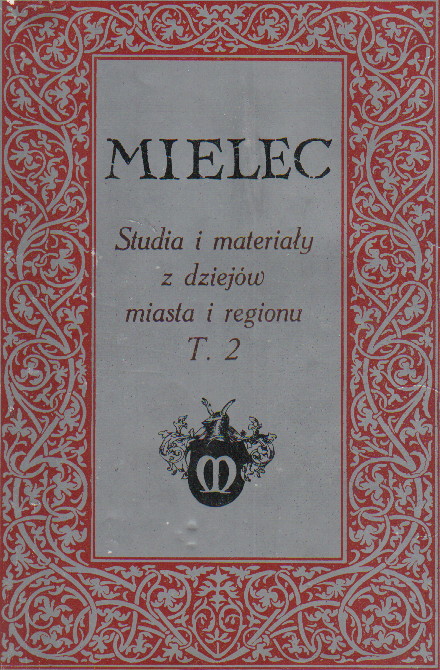 MIELEC
Studia i materiały
z dziejów
miasta i regionu
T. 2
M